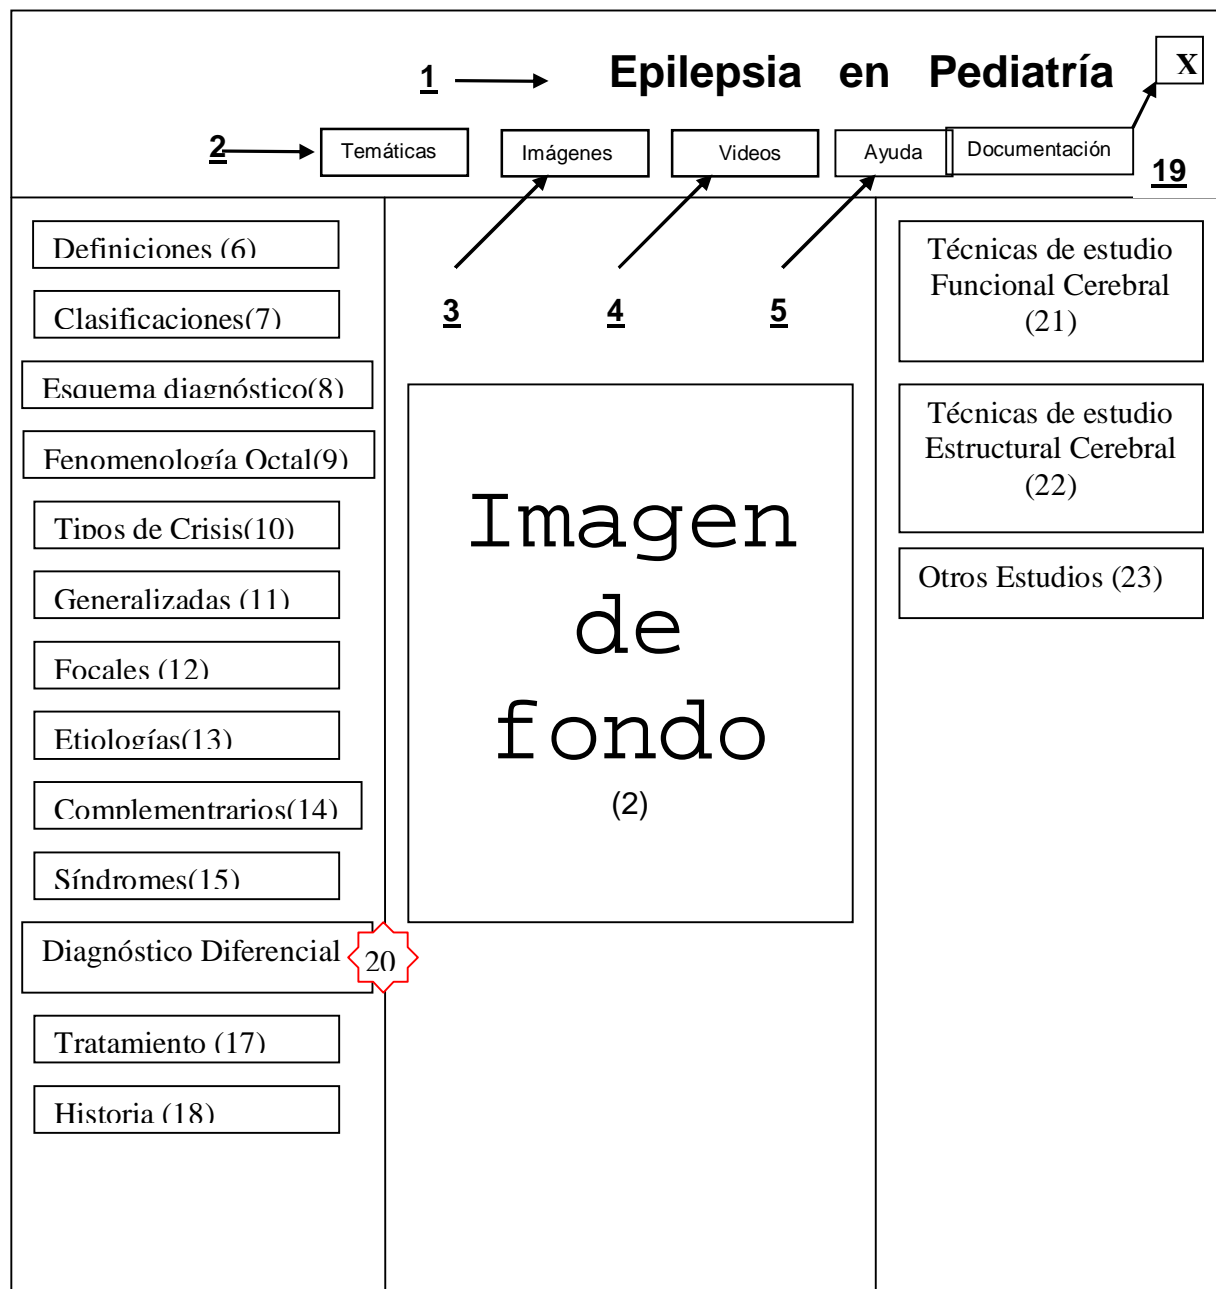 1 Epilepsia en Pediatría X
2 Temáticas Imágenes Videos Ayuda Documentación
19
3 4 5
Definiciones (6)
Clasificaciones(7)
Esquema diagnóstico(8)
Fenomenología Octal(9)
Tipos de Crisis(10)
Generalizadas (11)
Focales (12)
Etiologías(13)
Complementrarios(14)
Síndromes(15)
Diagnóstico Diferencial 20
Tratamiento (17)
Historia (18)
Imagen
de
fondo
(2)
Técnicas de estudio
Funcional Cerebral
(21)
Técnicas de estudio
Estructural Cerebral
(22)
Otros Estudios (23)